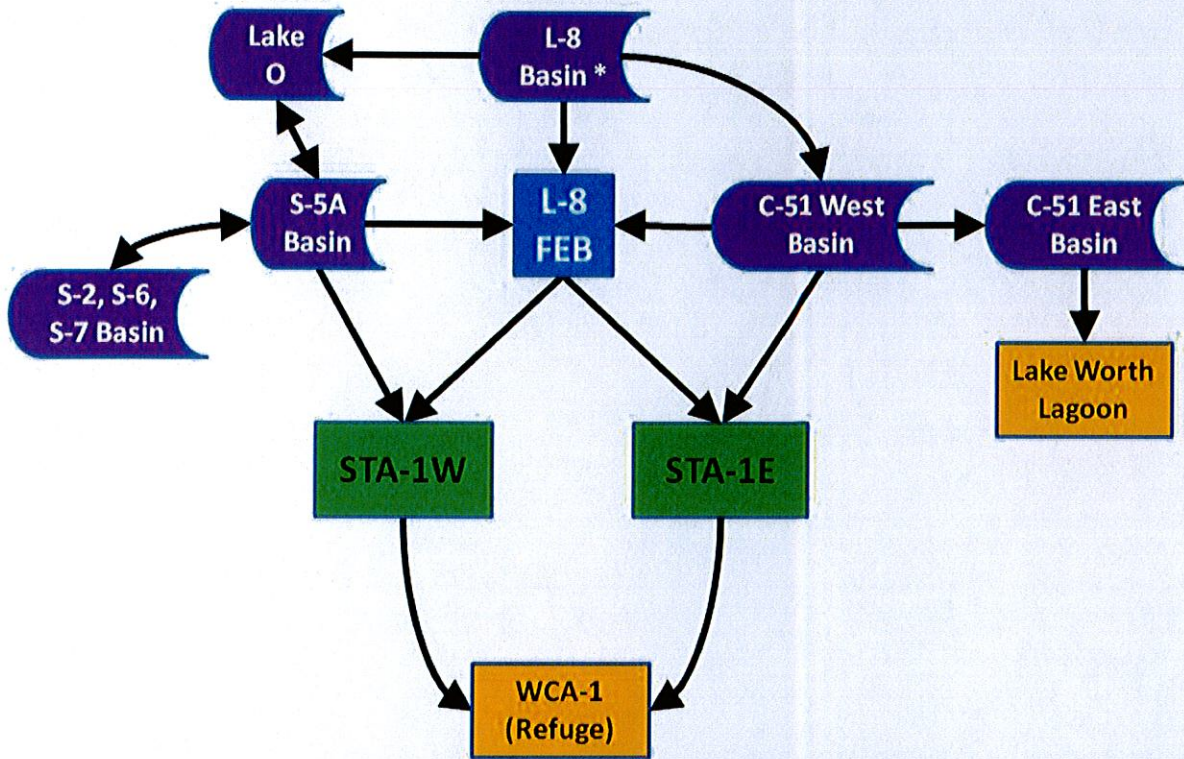 Lake
O
L-8
Basin *
S-5A
Basin
L-8
FEB
C-51 West
Basin
C-51 East
Basin
S-2, S-6,
S-7 Basin
Lake Worth
Lagoon
STA-1W
STA-1E
WCA-1
(Refuge)